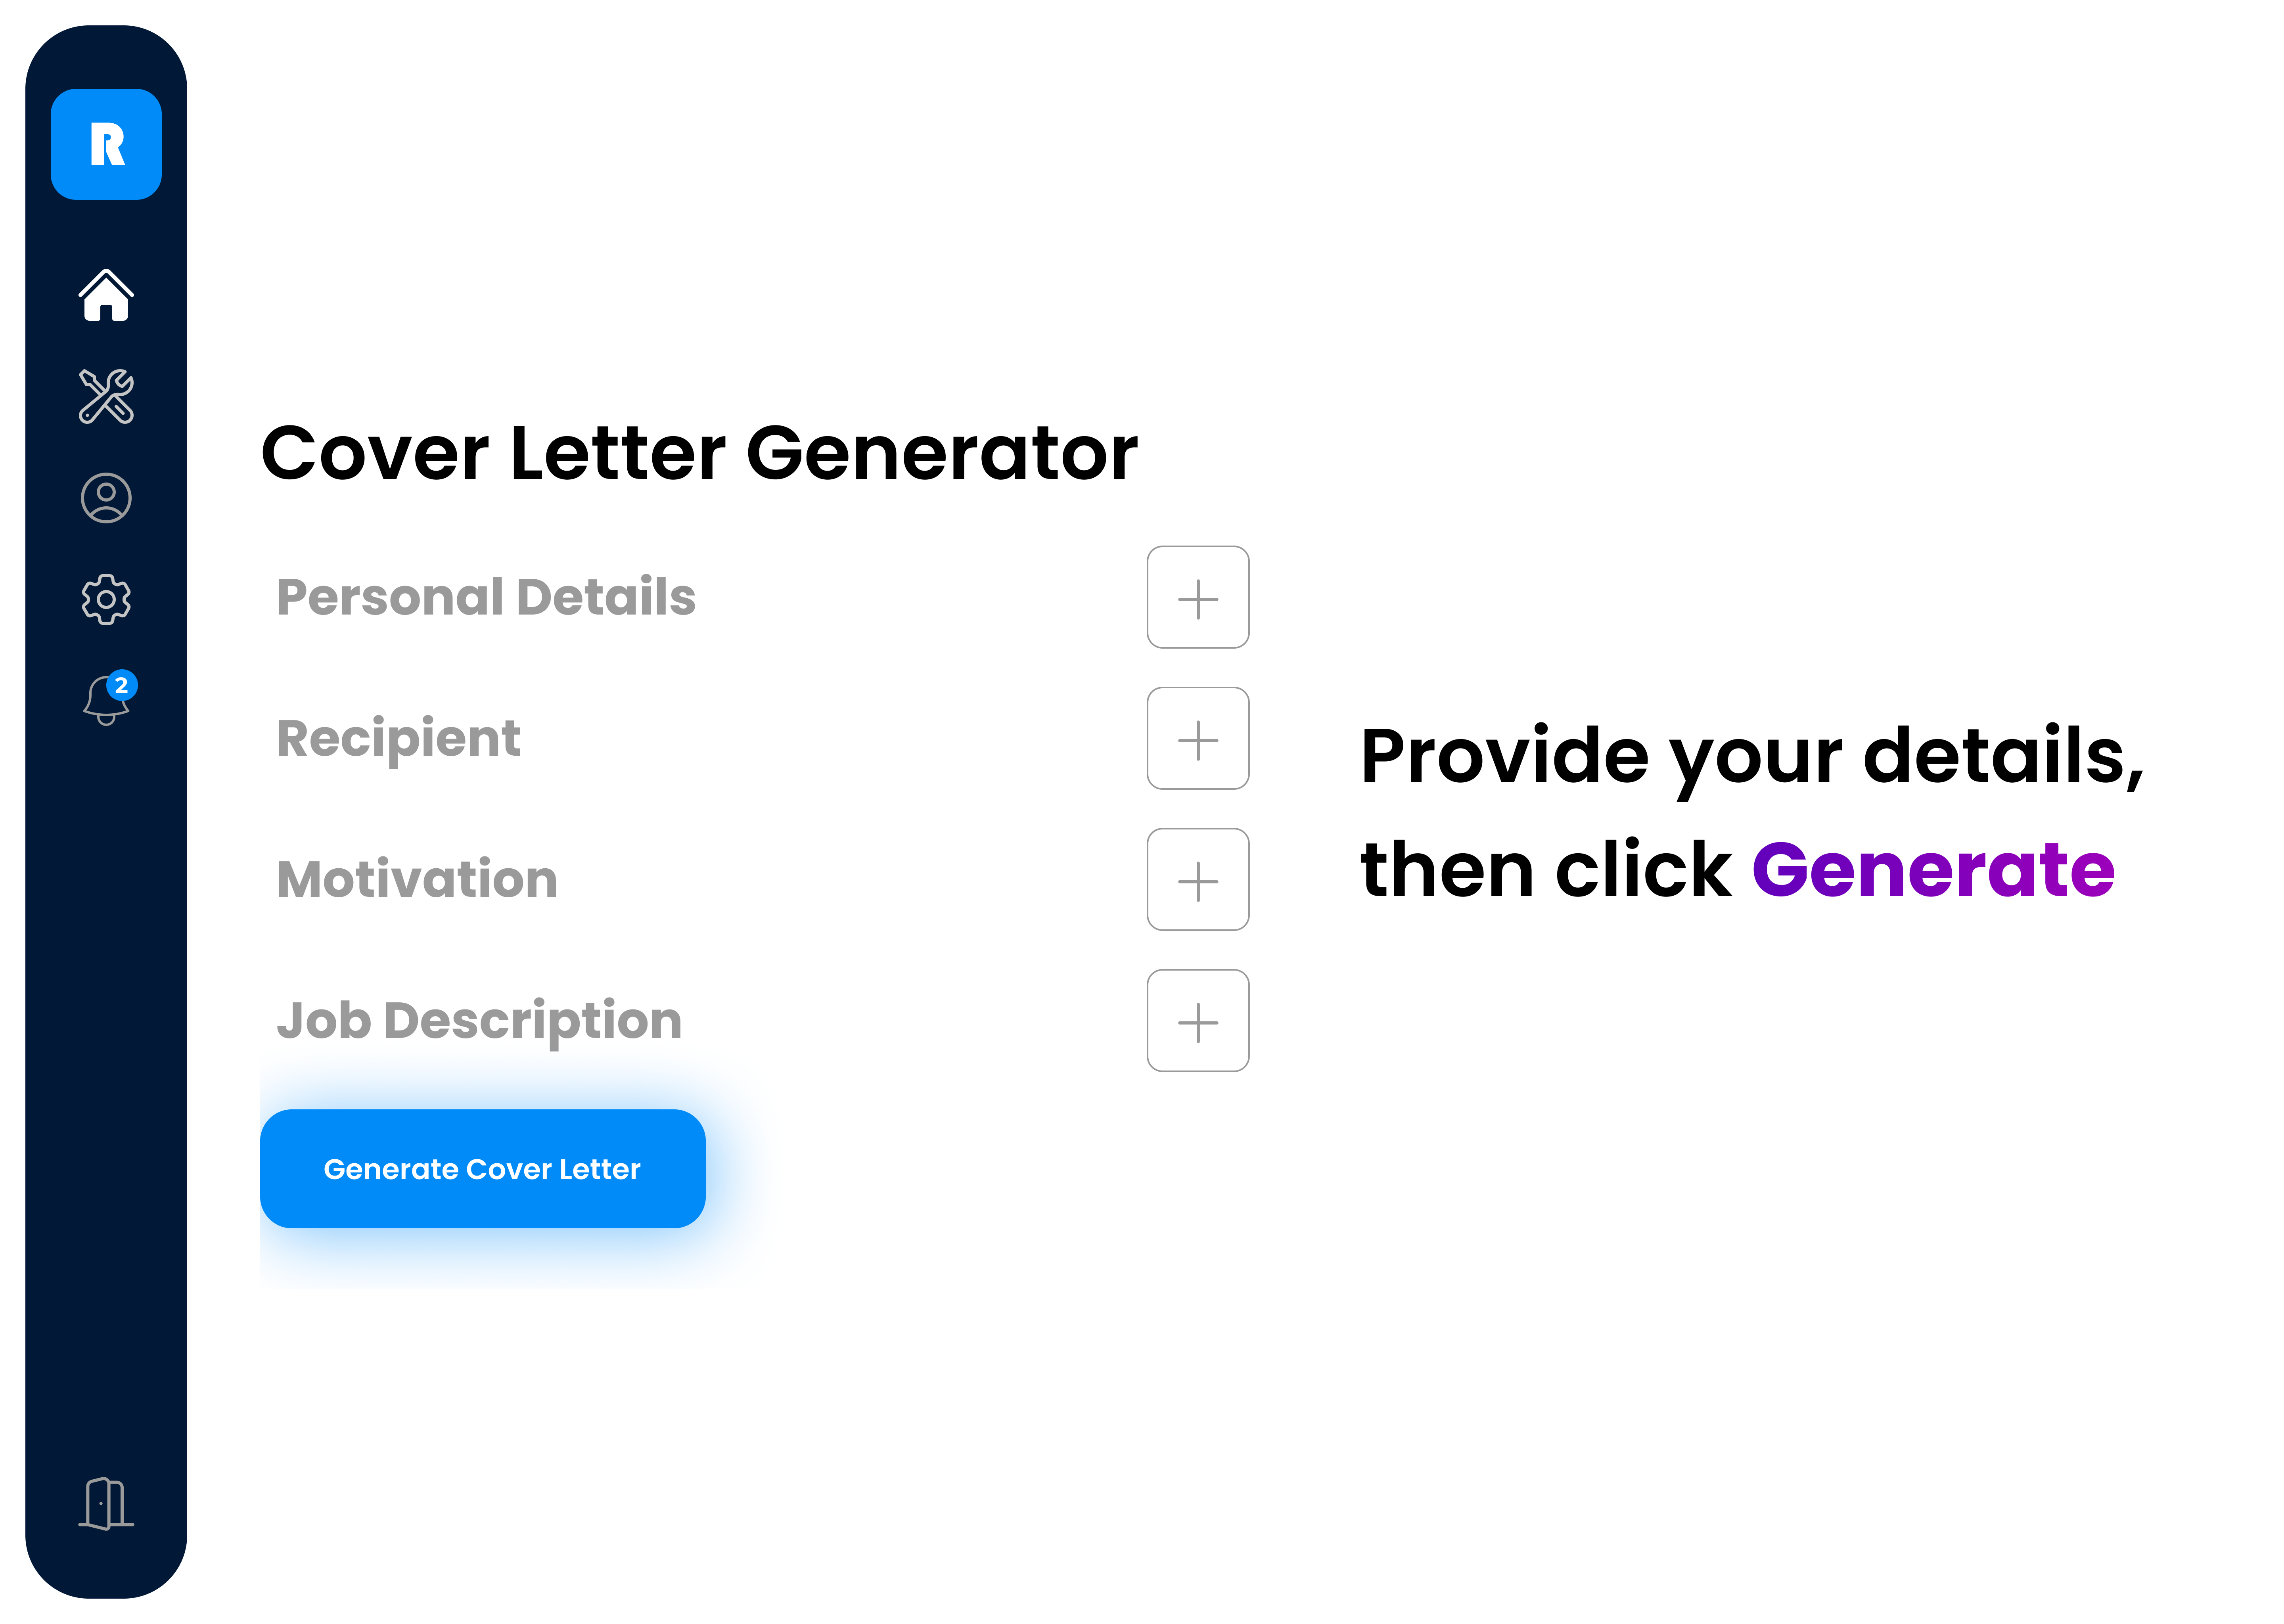 R
2
Cover Letter Generator
Personal Details
Recipient
Motivation
Job Description
Generate Cover Letter
Provide your details,
then click Generate